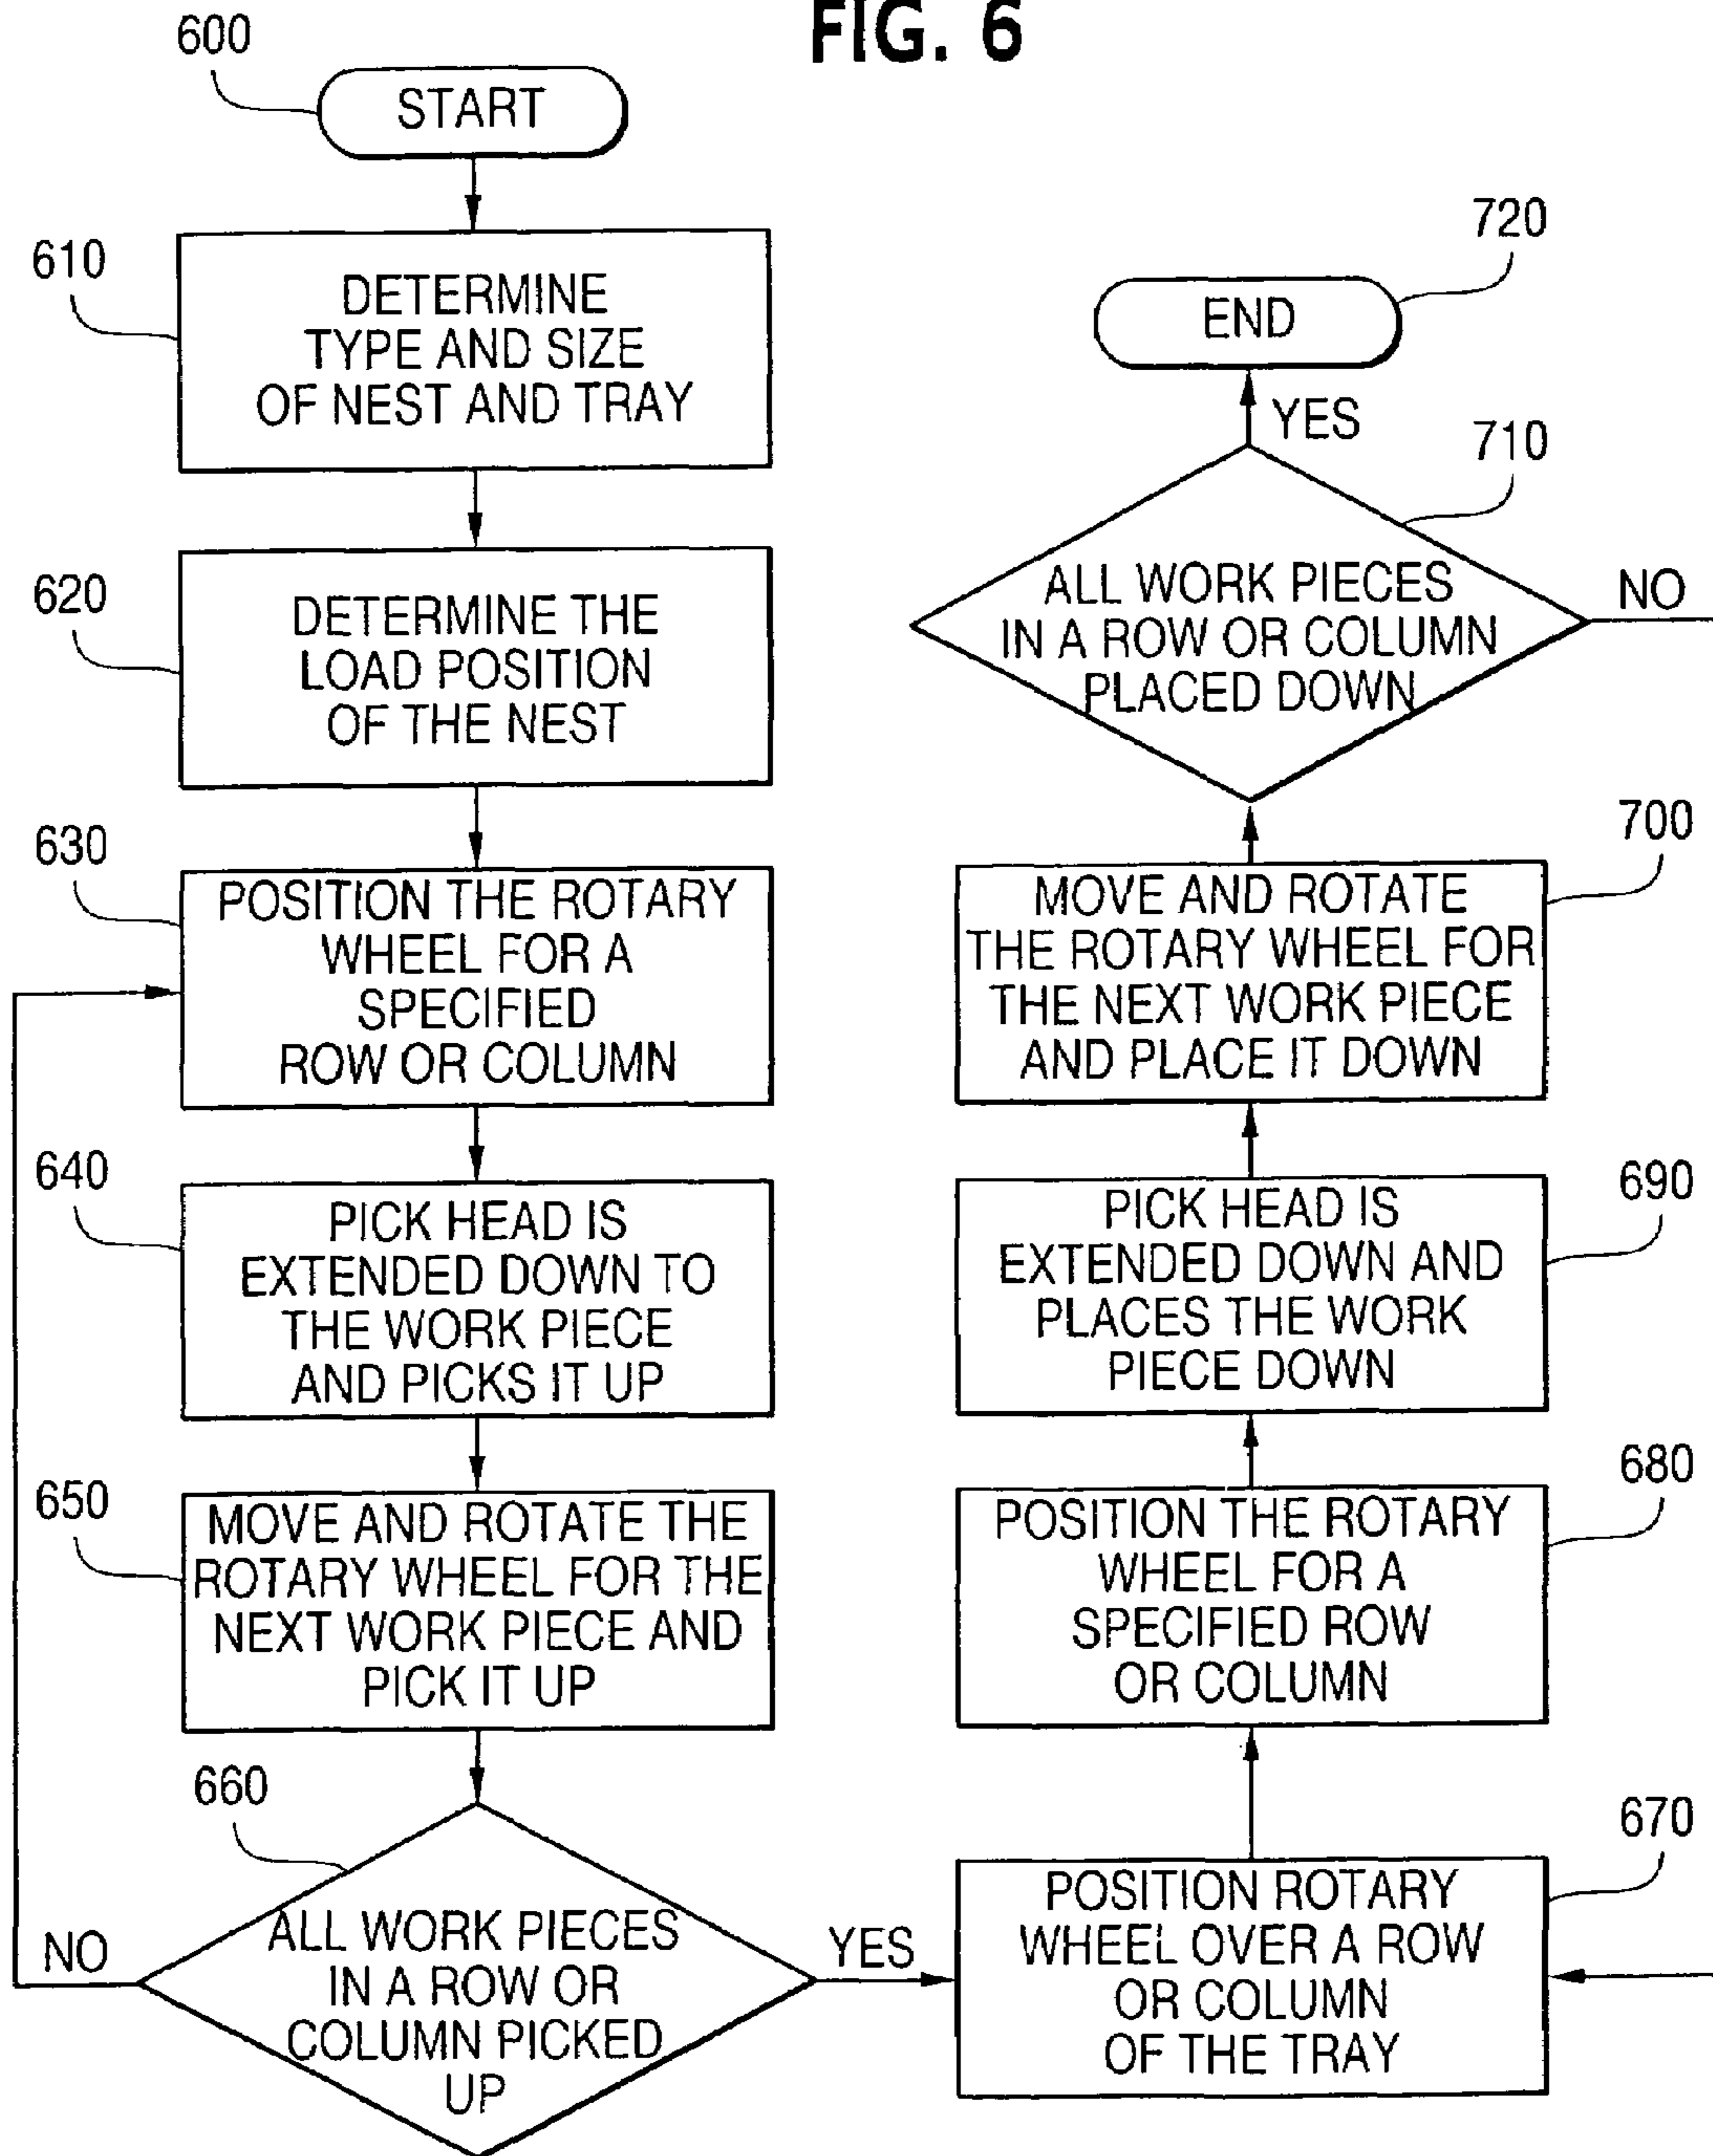 FIG. 6
600
START
610
DETERMINE
TYPE AND SIZE
OF NEST AND TRAY
620
DETERMINE THE
LOAD POSITION
OF THE NEST
630
POSITION THE ROTARY
WHEEL FOR A
SPECIFIED
ROW OR COLUMN
640
PICK HEAD IS
EXTENDED DOWN TO
THE WORK PIECE
AND PICKS IT UP
650
MOVE AND ROTATE THE
ROTARY WHEEL FOR THE
NEXT WORK PIECE AND
PICK IT UP
660
ALL WORK PIECES
IN A ROW OR
COLUMN PICKED
UP
NO
YES
670
POSITION ROTARY
WHEEL OVER A ROW
OR COLUMN
OF THE TRAY
680
POSITION THE ROTARY
WHEEL FOR A
SPECIFIED ROW
OR COLUMN
690
PICK HEAD IS
EXTENDED DOWN AND
PLACES THE WORK
PIECE DOWN
700
MOVE AND ROTATE
THE ROTARY WHEEL FOR
THE NEXT WORK PIECE
AND PLACE IT DOWN
710
ALL WORK PIECES
IN A ROW OR COLUMN
PLACED DOWN
NO
YES
720
END